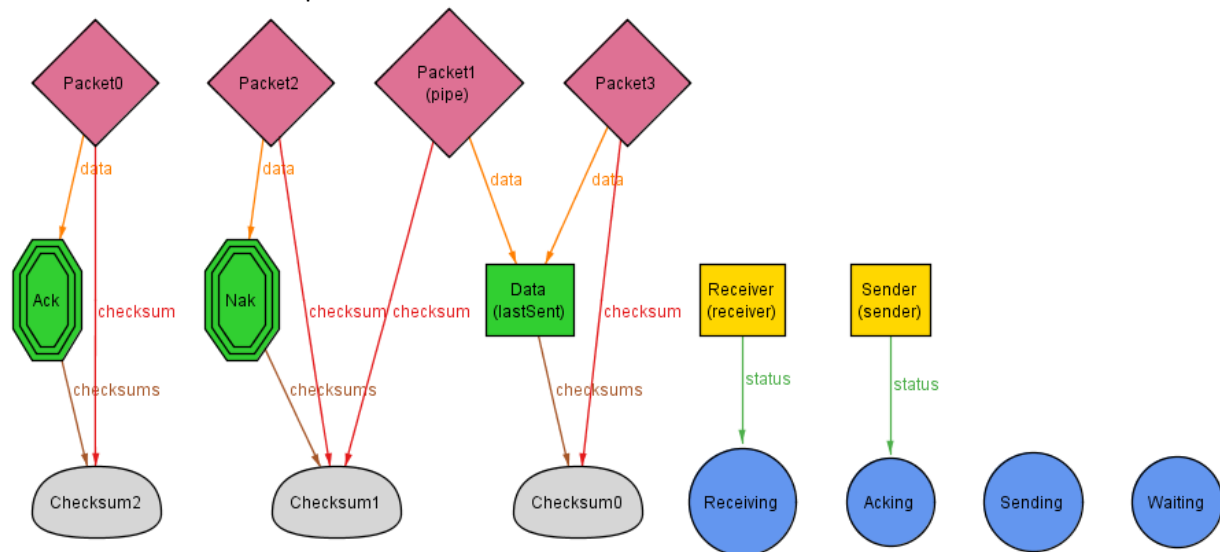 Packet0
Packet2
Packet1
(pipe)
Packet3
data
data
data
data
Ack
Nak
Data
(lastSent)
Receiver
(receiver)
Sender
(sender)
checksum
checksum
checksum
checksum
checksums
checksums
checksums
status
status
Checksum2
Checksum1
Checksum0
Receiving
Acking
Sending
Waiting